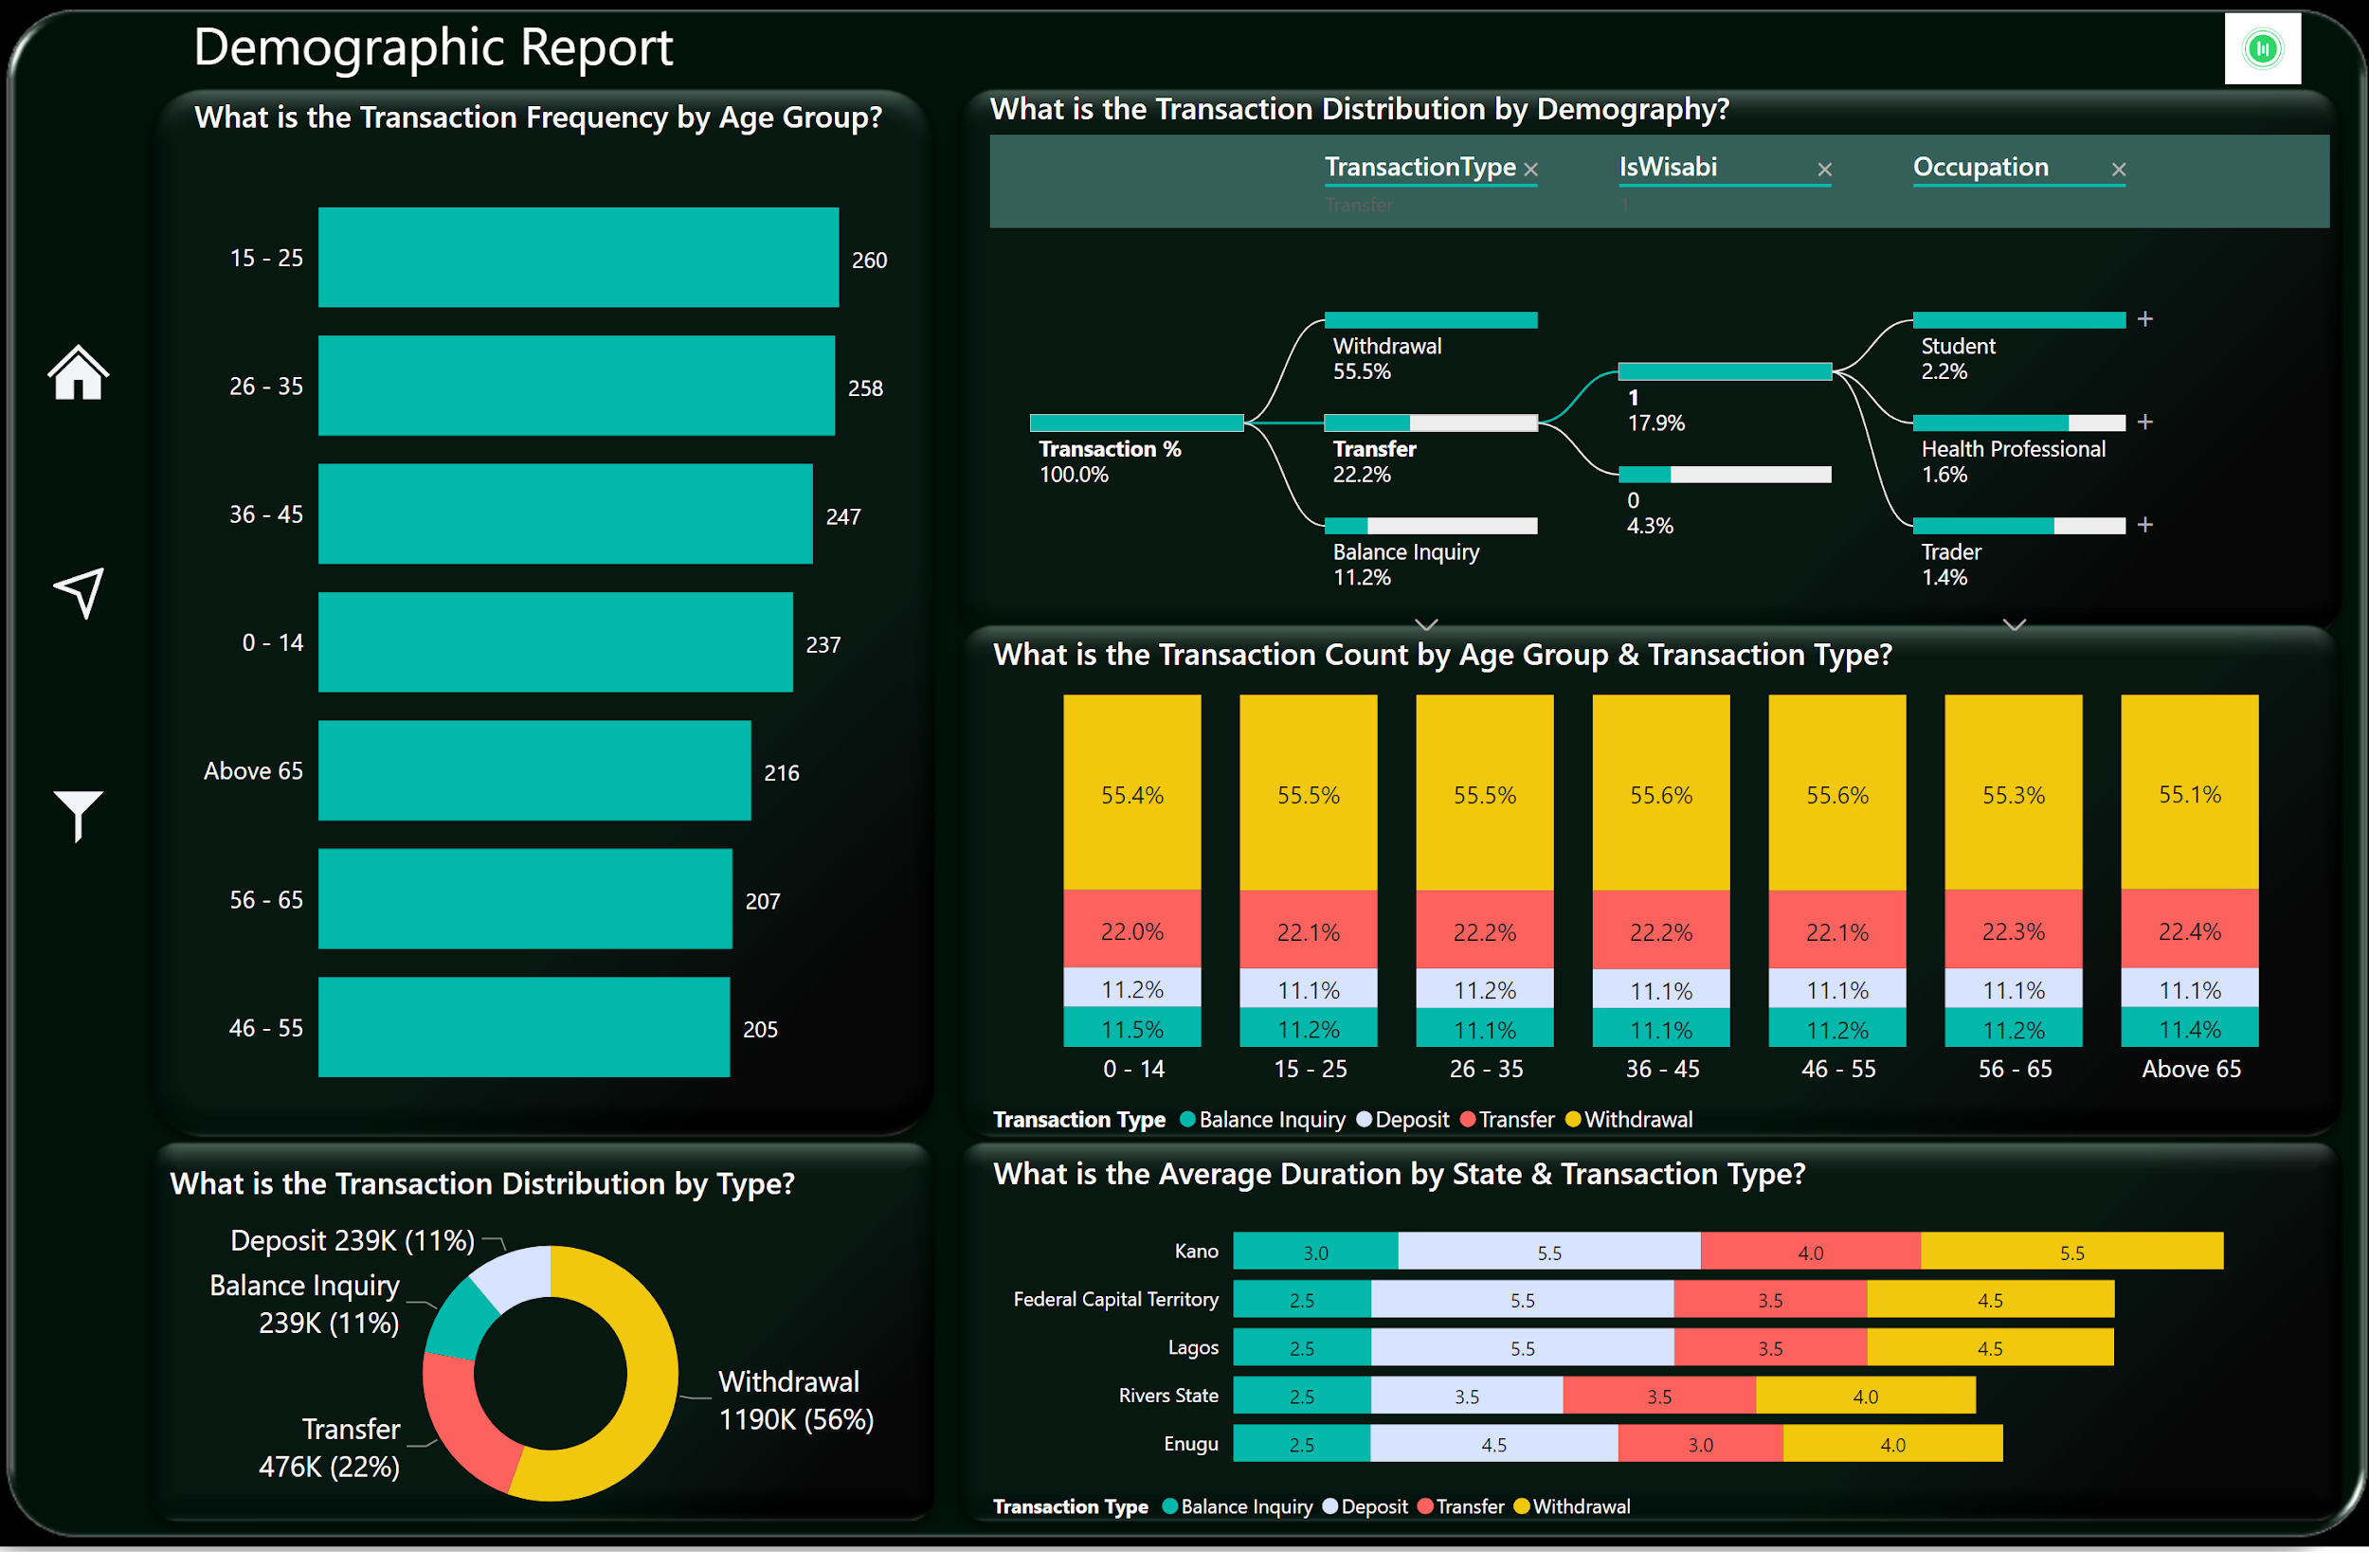 Demographic Report
What is the Transaction Frequency by Age Group?
15 - 25
260
26 - 35
258
36 - 45
247
0 - 14
237
Above 65
216
56 - 65
207
46 - 55
205
What is the Transaction Distribution by Demography?
TransactionType × IsWisabi × Occupation ×
Transfer 1
Transaction %
100.0%
Withdrawal
55.5%
Transfer
22.2%
Balance Inquiry
11.2%
1
17.9%
0
4.3%
Student
2.2%
Health Professional
1.6%
Trader
1.4%
What is the Transaction Count by Age Group & Transaction Type?
55.4% 55.5% 55.5% 55.6% 55.6% 55.3% 55.1%
22.0% 22.1% 22.2% 22.2% 22.1% 22.3% 22.4%
11.2% 11.1% 11.2% 11.1% 11.1% 11.1% 11.1%
11.5% 11.2% 11.1% 11.1% 11.2% 11.2% 11.4%
0 - 14 15 - 25 26 - 35 36 - 45 46 - 55 56 - 65 Above 65
Transaction Type Balance Inquiry Deposit Transfer Withdrawal
What is the Transaction Distribution by Type?
Deposit 239K (11%)
Balance Inquiry
239K (11%)
Transfer
476K (22%)
Withdrawal
1190K (56%)
What is the Average Duration by State & Transaction Type?
Kano 3.0 5.5 4.0 5.5
Federal Capital Territory 2.5 5.5 3.5 4.5
Lagos 2.5 5.5 3.5 4.5
Rivers State 2.5 3.5 3.5 4.0
Enugu 2.5 4.5 3.0 4.0
Transaction Type Balance Inquiry Deposit Transfer Withdrawal